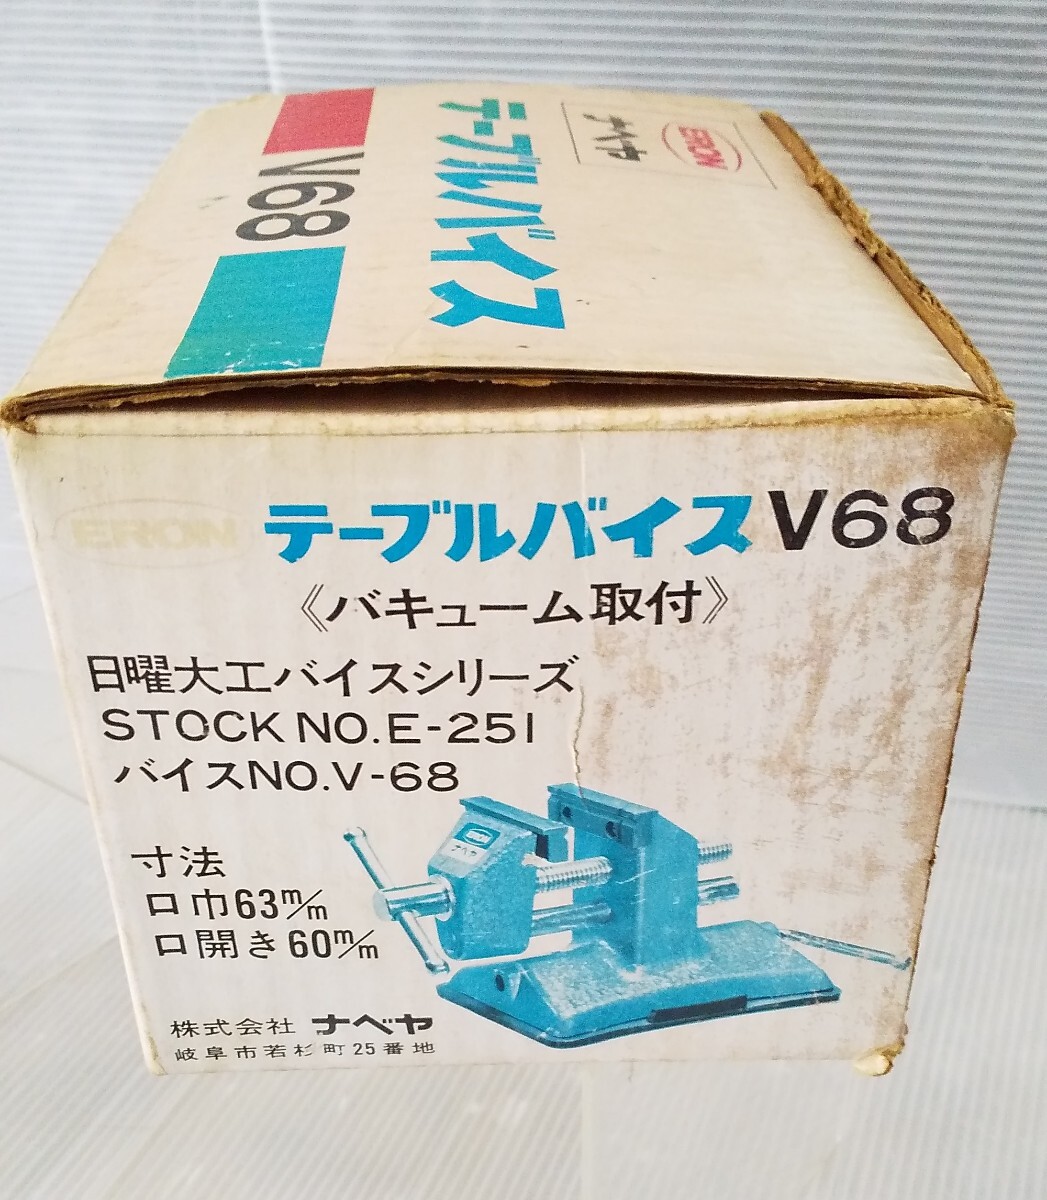 テーブルバイス
V68
ERON
ナベヤ
ERON
テーブルバイス V68
《バキューム取付》
日曜大工バイスシリーズ
STOCK NO.E-251
バイスNO.V-68
寸法
口巾63m/m
口開き60m/m
ERON
ナベヤ
株式会社 ナベヤ
岐阜市若杉町25番地